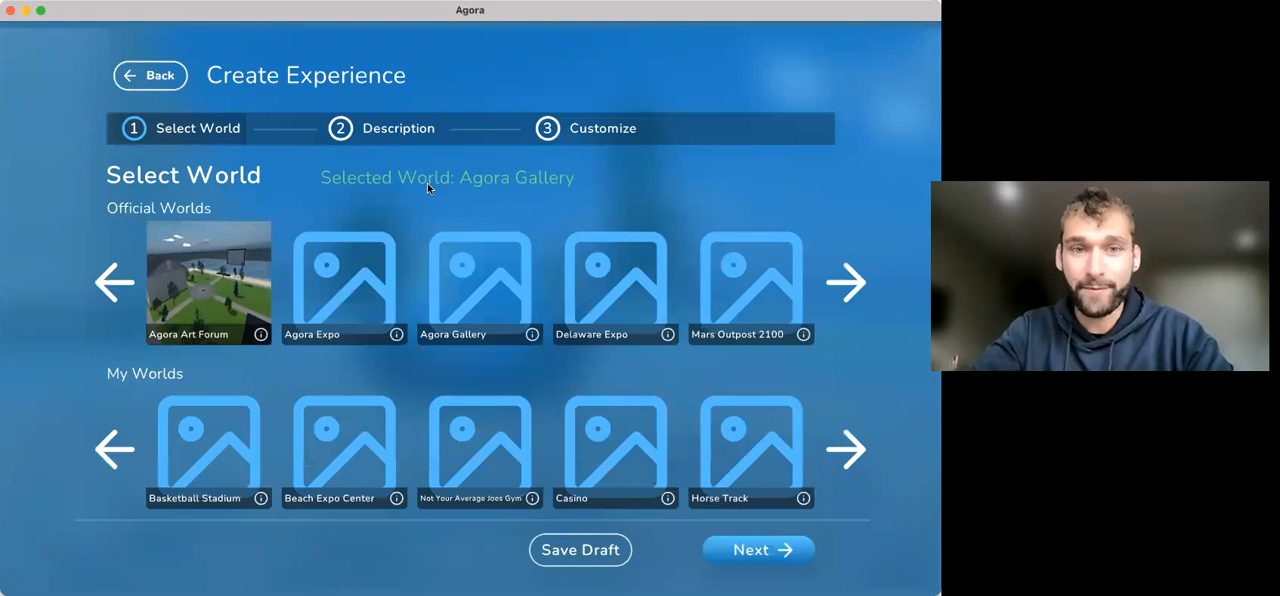 Agora
Back
Create Experience
1 Select World
2 Description
3 Customize
Select World
Selected World: Agora Gallery
Official Worlds
Agora Art Forum
Agora Expo
Agora Gallery
Delaware Expo
Mars Outpost 2100
My Worlds
Basketball Stadium
Beach Expo Center
Not Your Average Joes Gym
Casino
Horse Track
Save Draft
Next